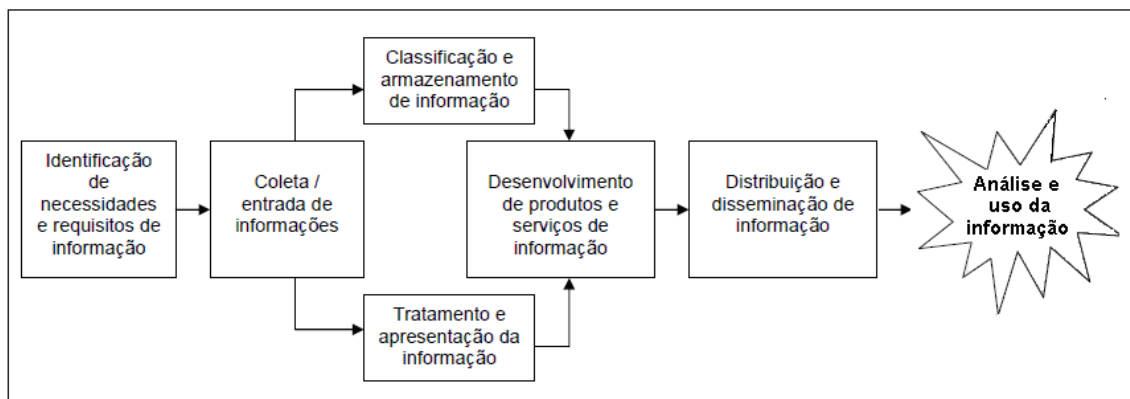 Identificação
de
necessidades
e requisitos de
informação
Coleta /
entrada de
informações
Classificação e
armazenamento
de informação
Tratamento e
apresentação da
informação
Desenvolvimento
de produtos e
serviços de
informação
Distribuição e
disseminação de
informação
Análise e
uso da
informação